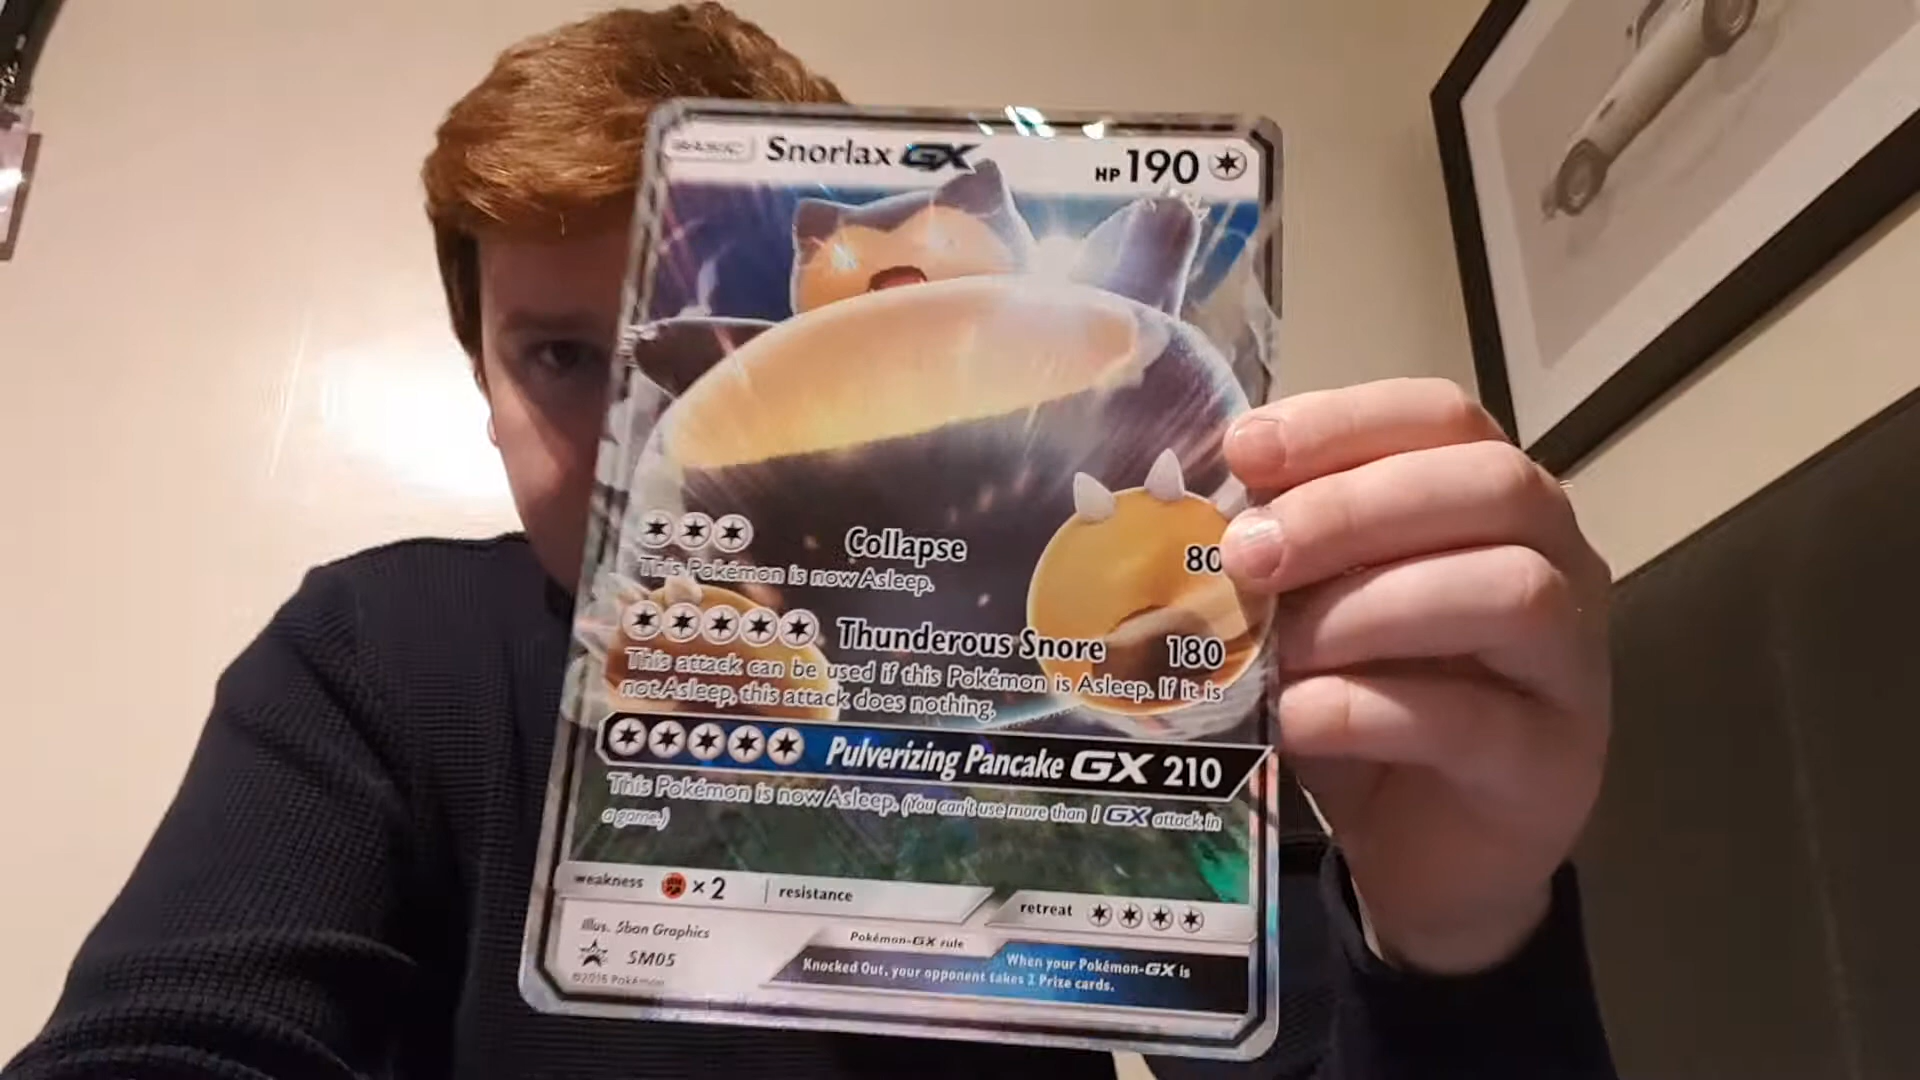 BASIC Snorlax GX HP 190
Collapse 80
This Pokémon is now Asleep.
Thunderous Snore 180
This attack can be used if this Pokémon is Asleep. If it is
not Asleep, this attack does nothing.
Pulverizing Pancake GX 210
This Pokémon is now Asleep. (You can't use more than 1 GX attack in
a game.)
weakness ×2 resistance
retreat
Illus. 5ban Graphics
SM05
©2016 Pokémon
Pokémon-GX rule
When your Pokémon-GX is
Knocked Out, your opponent takes 2 Prize cards.